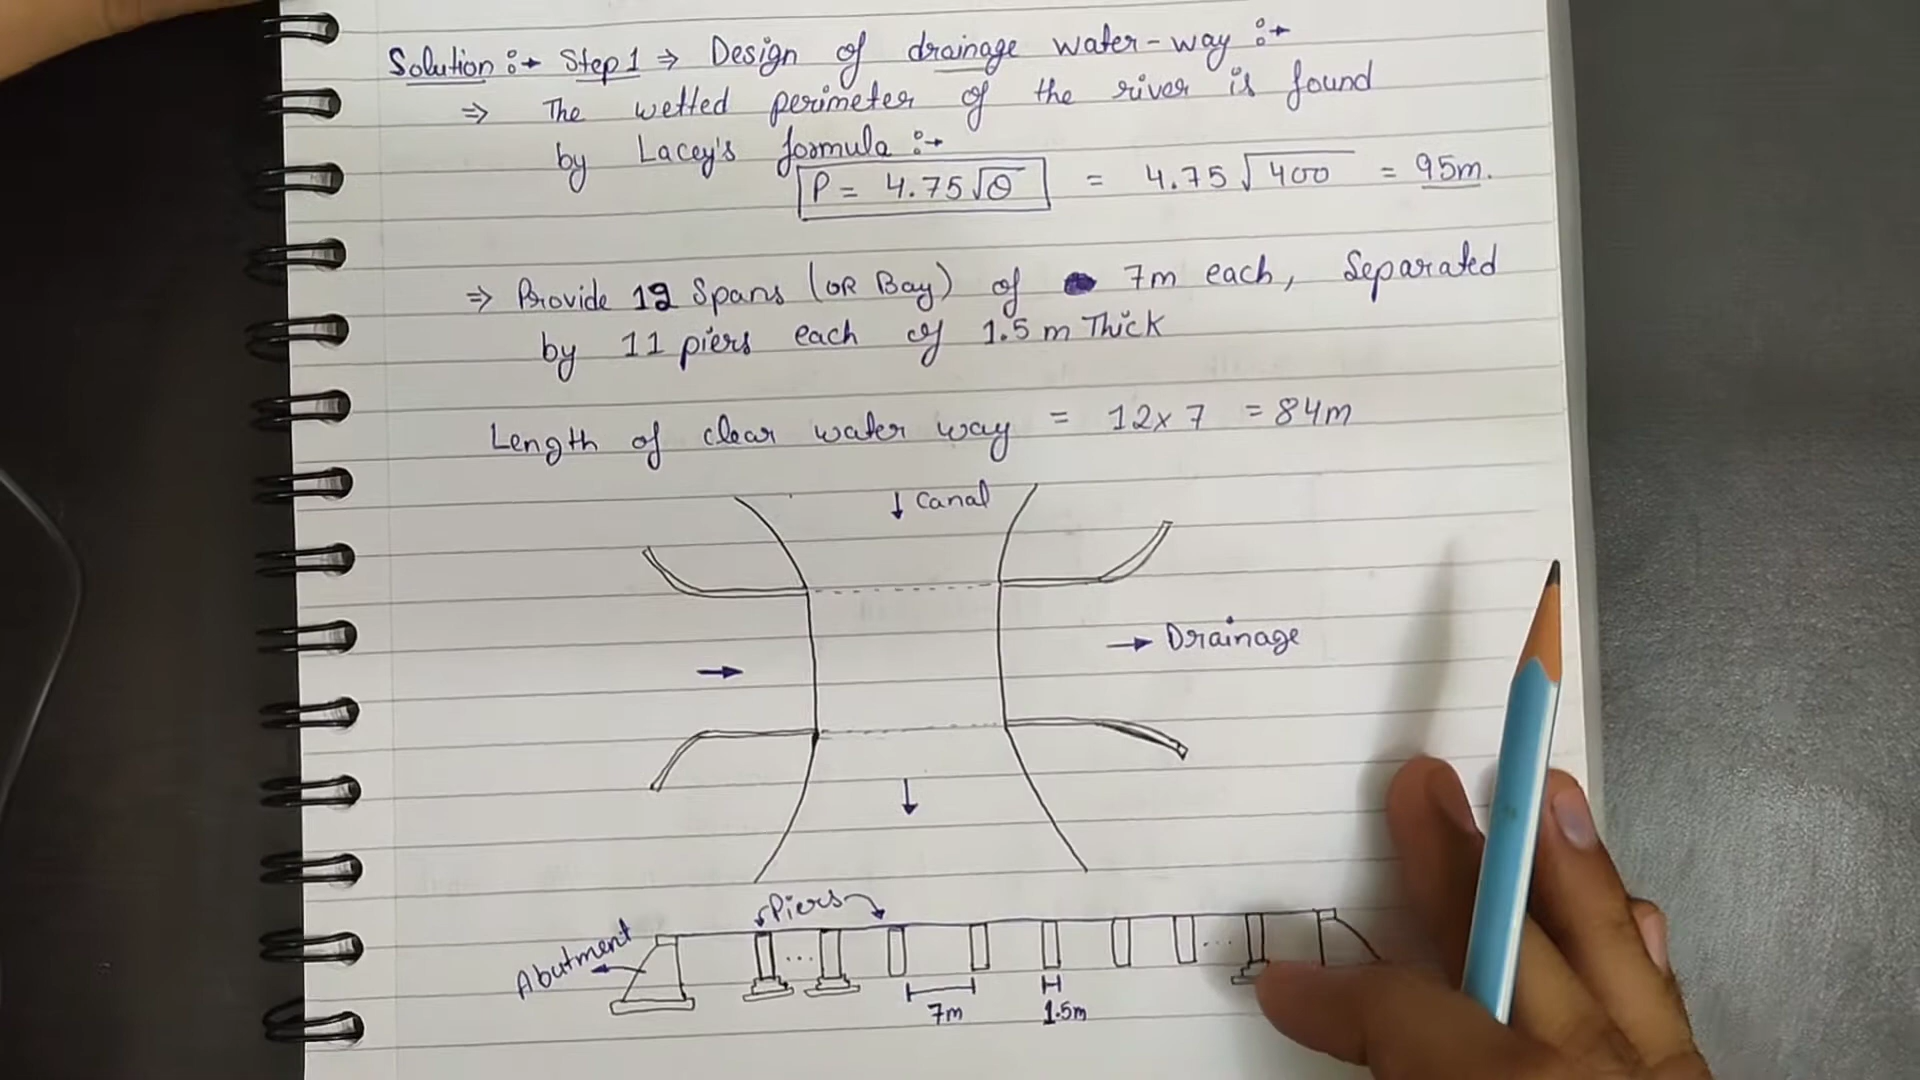 Solution :→ Step 1 ⇒ Design of drainage water-way :→
⇒ The wetted perimeter of the river is found
by Lacey's formula :→
P = 4.75√Q = 4.75√400 = 95m.
⇒ Provide 12 Spans (OR Bay) of 7m each, Separated
by 11 piers each of 1.5 m Thick
Length of clear water way = 12x7 = 84m
↓ Canal
→ Drainage
Piers
Abutment
7m
1.5m